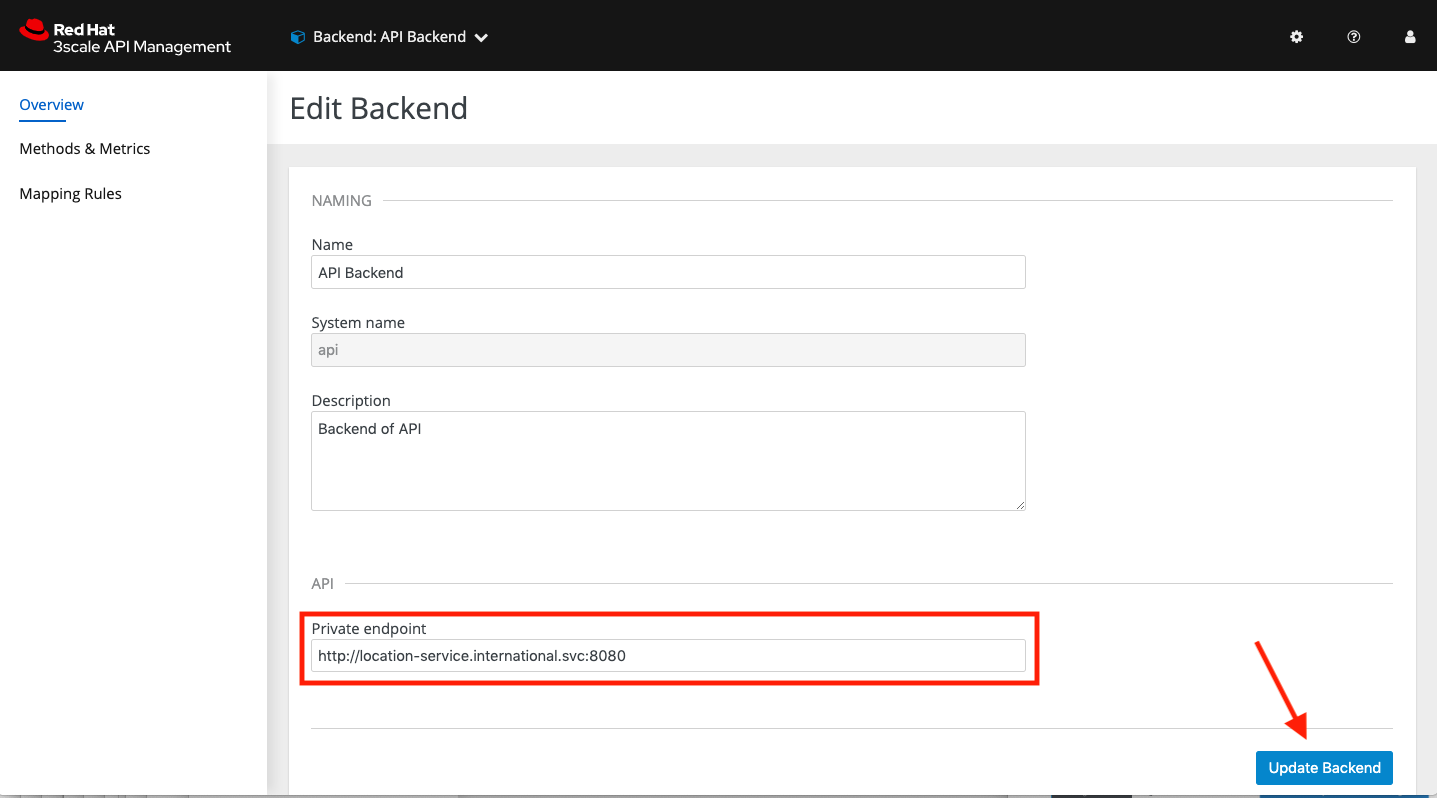 Red Hat
3scale API Management
Backend: API Backend
Overview
Methods & Metrics
Mapping Rules
Edit Backend
NAMING
Name
API Backend
System name
api
Description
Backend of API
API
Private endpoint
http://location-service.international.svc:8080
Update Backend